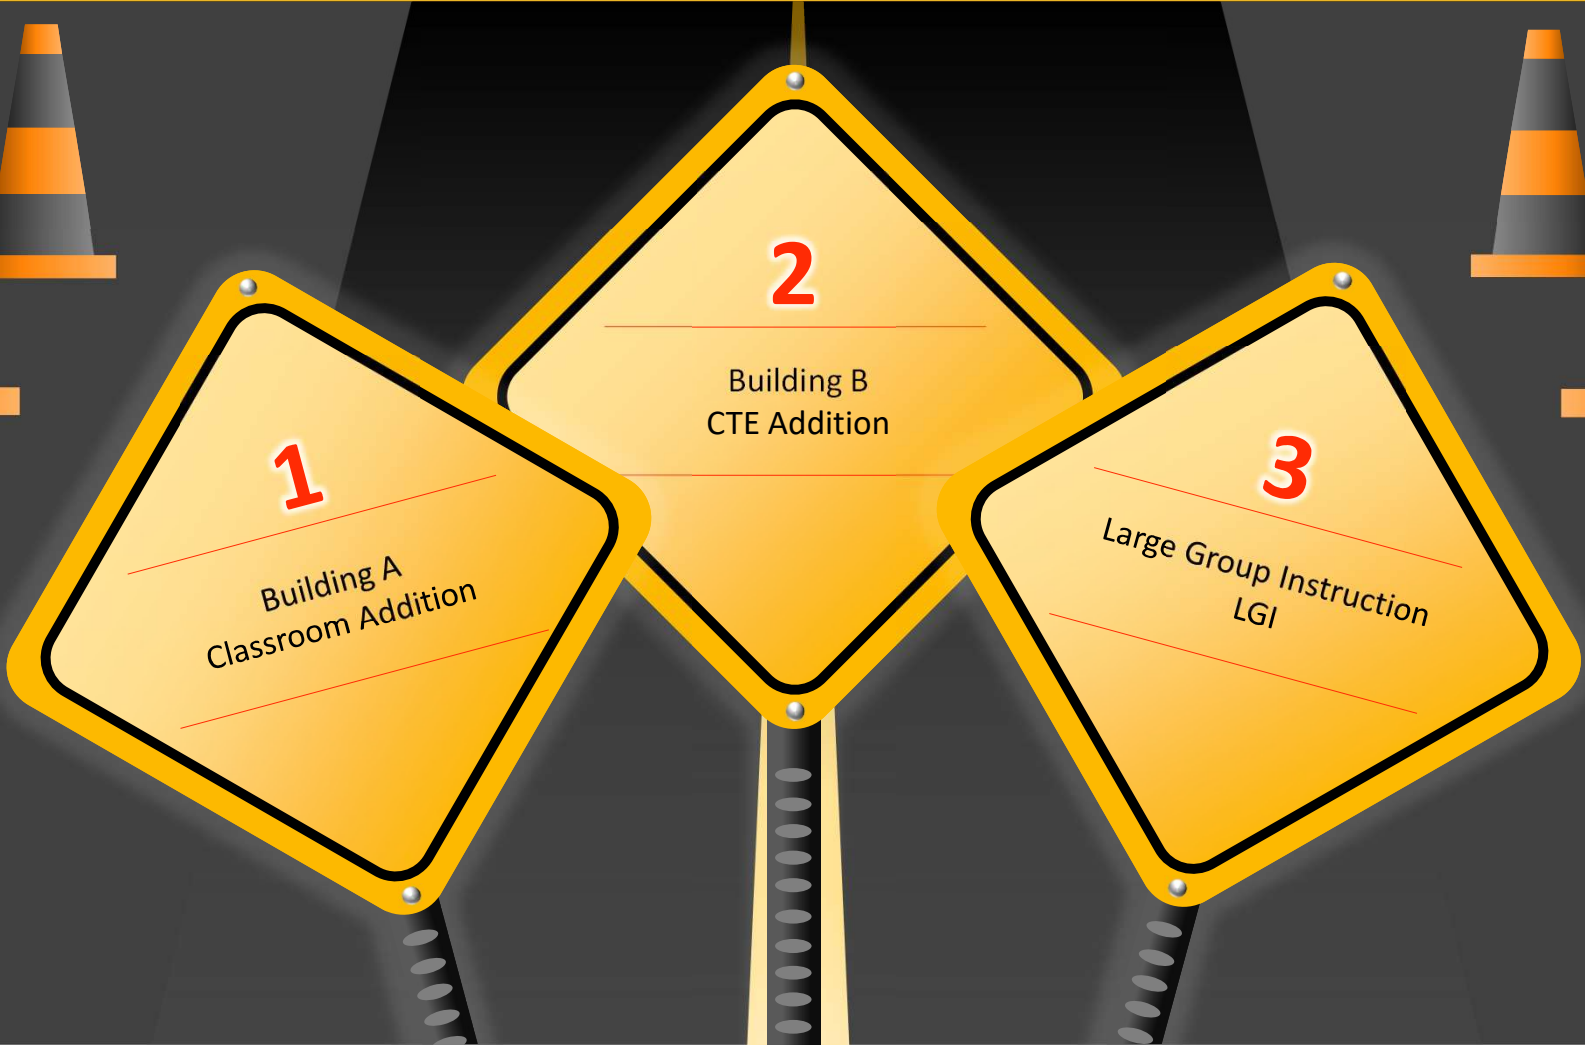 1
Building A
Classroom Addition
2
Building B
CTE Addition
3
Large Group Instruction
LGI